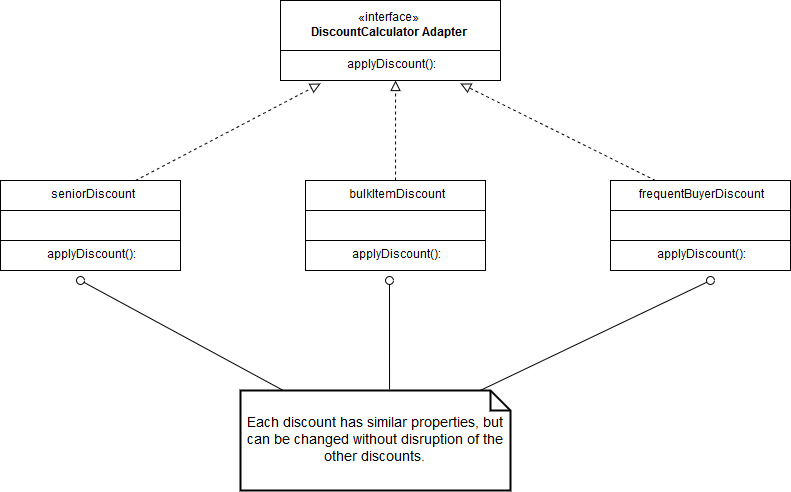 «interface»
DiscountCalculator Adapter
applyDiscount():
seniorDiscount
applyDiscount():
bulkItemDiscount
applyDiscount():
frequentBuyerDiscount
applyDiscount():
Each discount has similar properties, but
can be changed without disruption of the
other discounts.